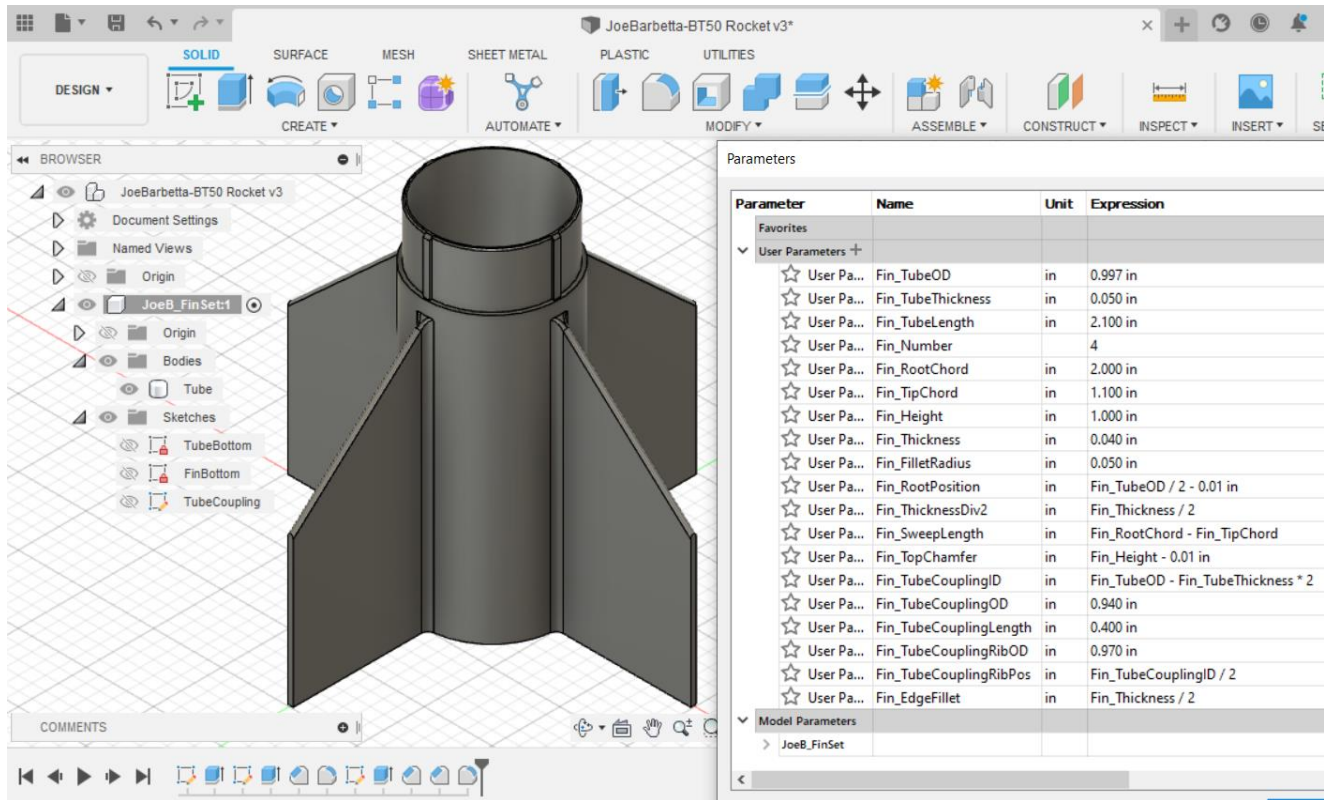 JoeBarbetta-BT50 Rocket v3*
SOLID SURFACE MESH SHEET METAL PLASTIC UTILITIES
DESIGN
CREATE AUTOMATE MODIFY ASSEMBLE CONSTRUCT INSPECT INSERT
BROWSER
JoeBarbetta-BT50 Rocket v3
Document Settings
Named Views
Origin
JoeB_FinSet:1
Origin
Bodies
Tube
Sketches
TubeBottom
FinBottom
TubeCoupling
COMMENTS
Parameters
Parameter Name Unit Expression
Favorites
User Parameters
User Pa... Fin_TubeOD in 0.997 in
User Pa... Fin_TubeThickness in 0.050 in
User Pa... Fin_TubeLength in 2.100 in
User Pa... Fin_Number 4
User Pa... Fin_RootChord in 2.000 in
User Pa... Fin_TipChord in 1.100 in
User Pa... Fin_Height in 1.000 in
User Pa... Fin_Thickness in 0.040 in
User Pa... Fin_FilletRadius in 0.050 in
User Pa... Fin_RootPosition in Fin_TubeOD / 2 - 0.01 in
User Pa... Fin_ThicknessDiv2 in Fin_Thickness / 2
User Pa... Fin_SweepLength in Fin_RootChord - Fin_TipChord
User Pa... Fin_TopChamfer in Fin_Height - 0.01 in
User Pa... Fin_TubeCouplingID in Fin_TubeOD - Fin_TubeThickness * 2
User Pa... Fin_TubeCouplingOD in 0.940 in
User Pa... Fin_TubeCouplingLength in 0.400 in
User Pa... Fin_TubeCouplingRibOD in 0.970 in
User Pa... Fin_TubeCouplingRibPos in Fin_TubeCouplingID / 2
User Pa... Fin_EdgeFillet in Fin_Thickness / 2
Model Parameters
JoeB_FinSet